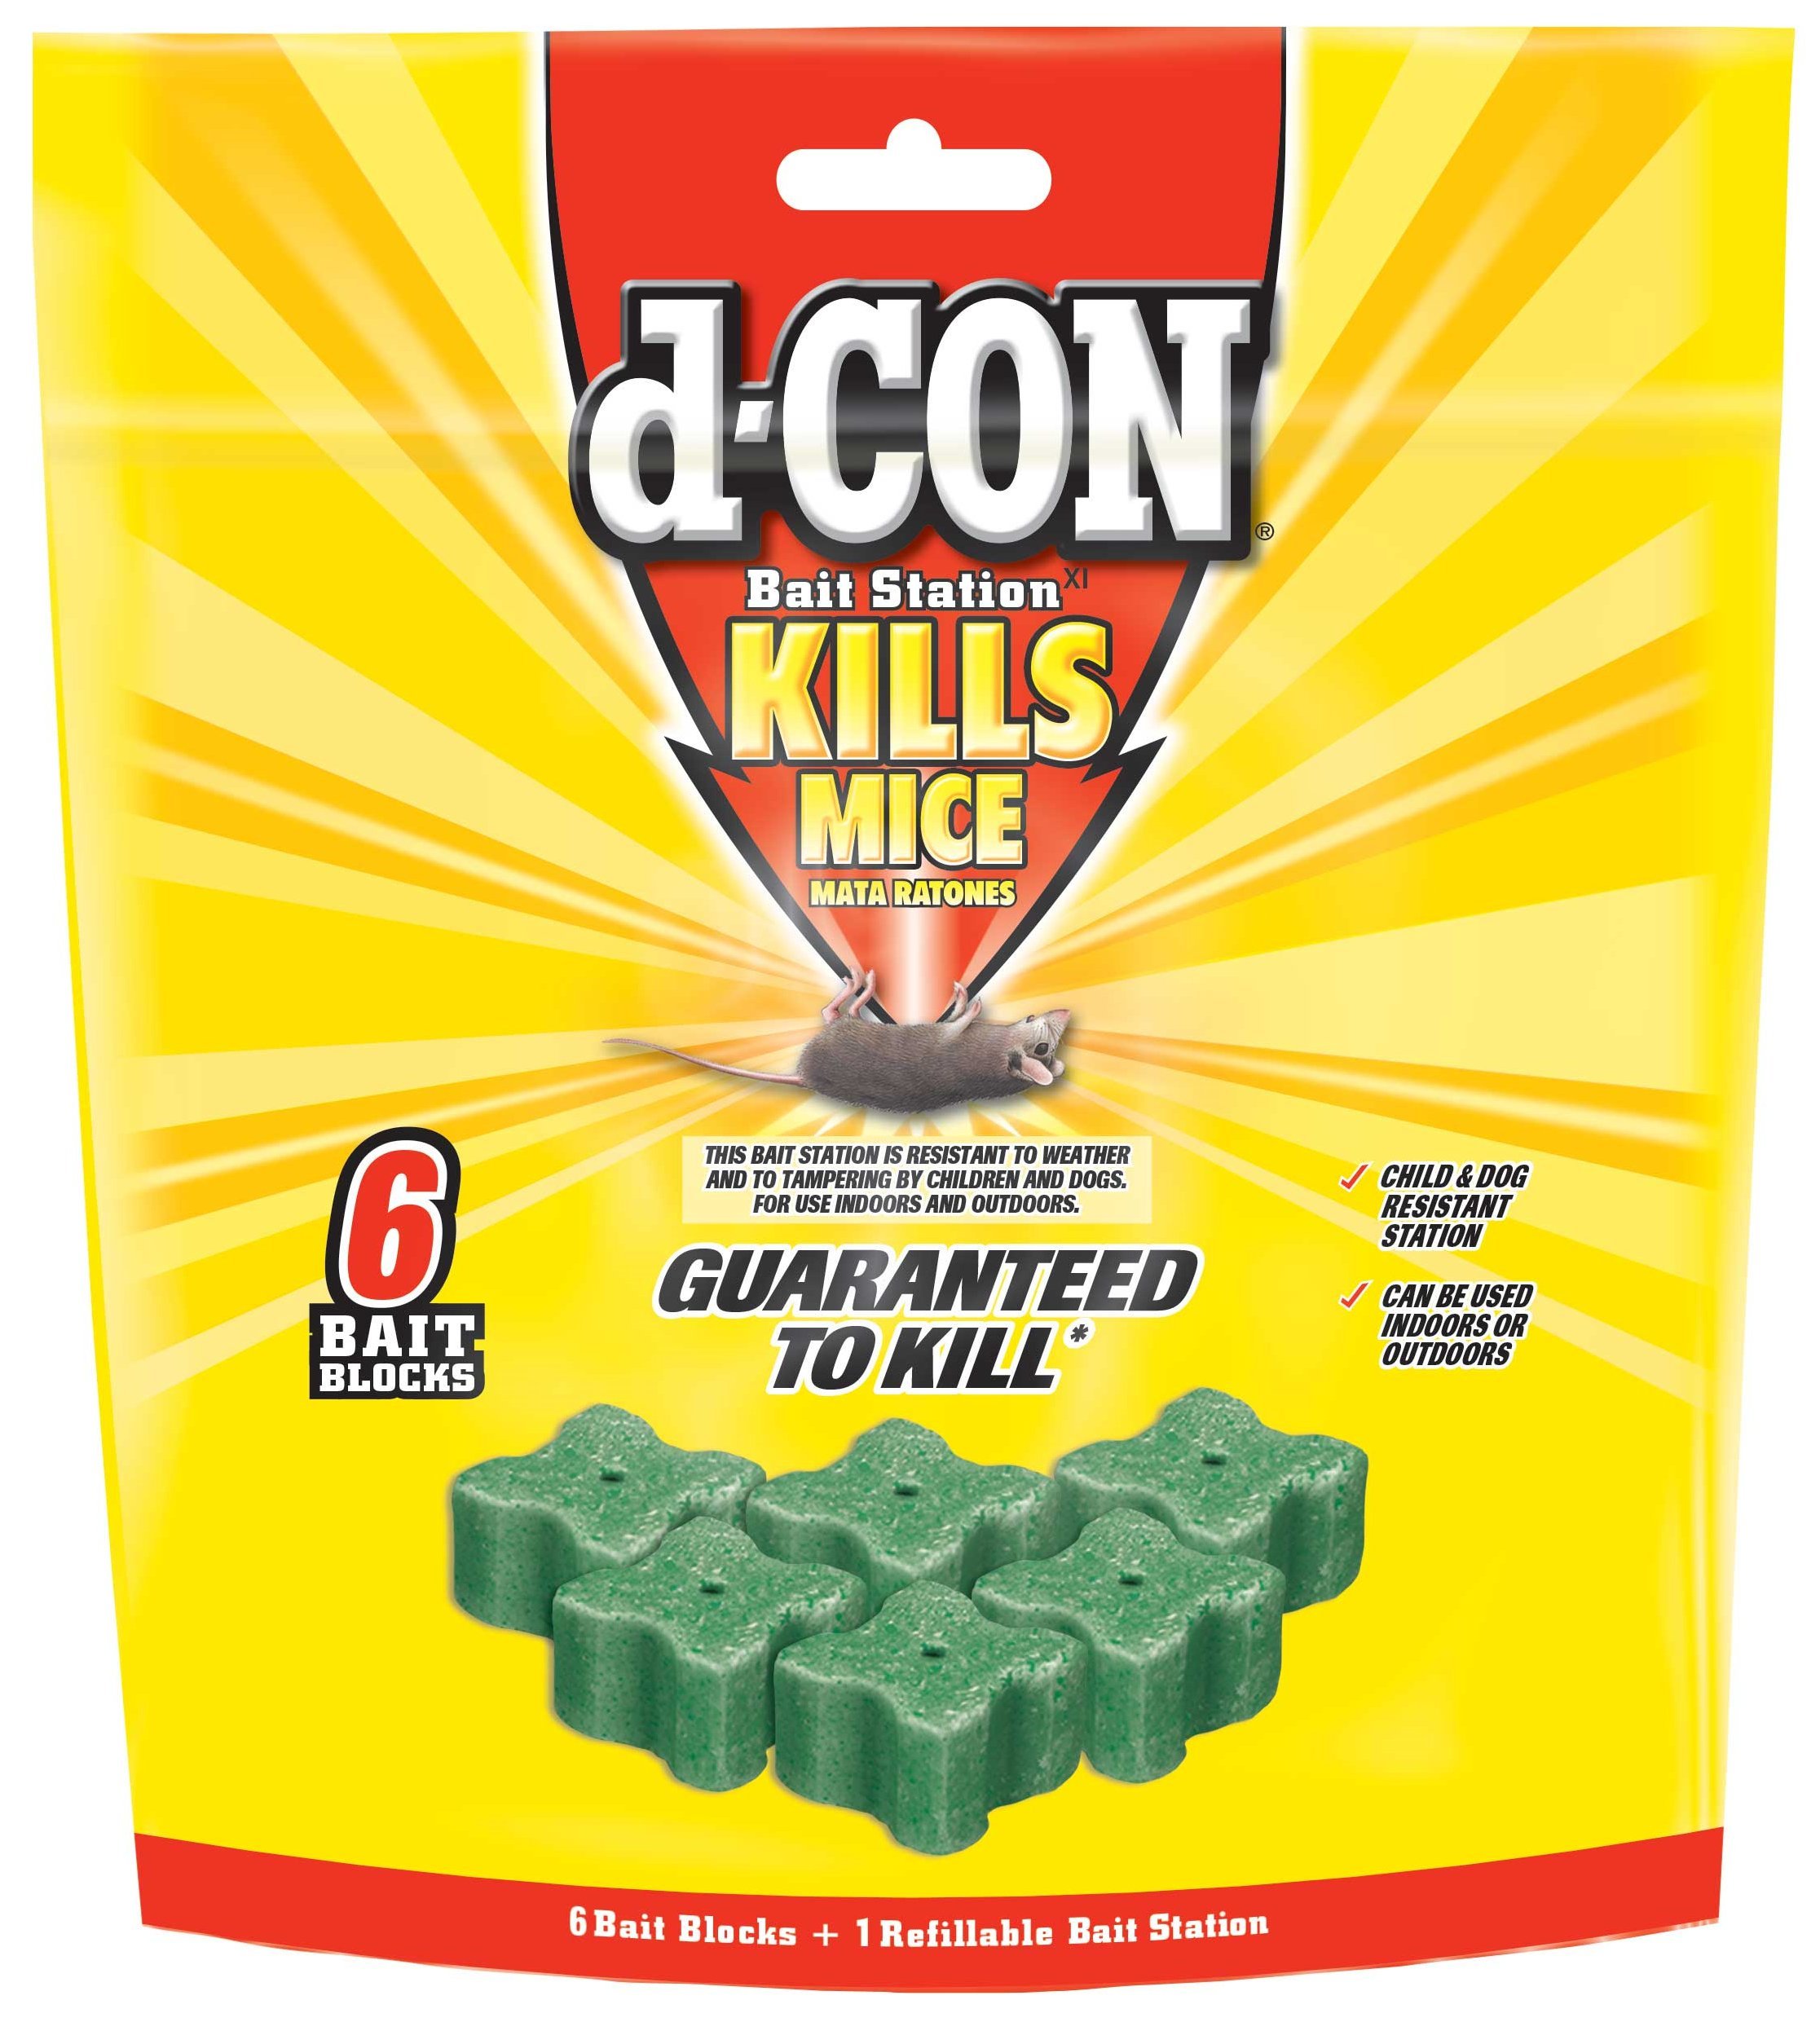 d-CON®
Bait Station XI
KILLS
MICE
MATA RATONES
THIS BAIT STATION IS RESISTANT TO WEATHER
AND TO TAMPERING BY CHILDREN AND DOGS.
FOR USE INDOORS AND OUTDOORS.
6
BAIT
BLOCKS
GUARANTEED
TO KILL*
✓ CHILD & DOG
RESISTANT
STATION
✓ CAN BE USED
INDOORS OR
OUTDOORS
6 Bait Blocks + 1 Refillable Bait Station